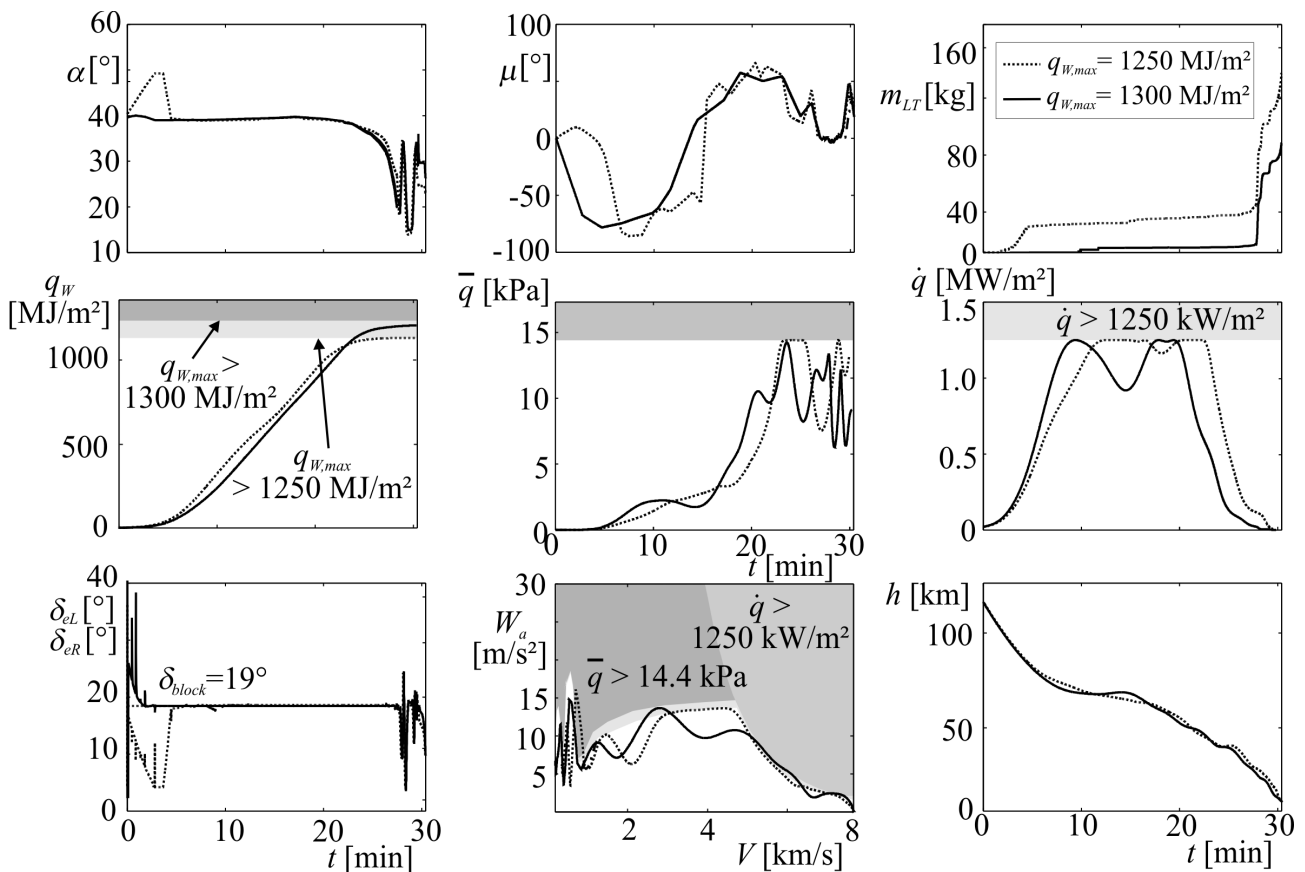 60
α[°]
40
30
20
10
100
μ[°]
0
-50
-100
160
m_LT[kg]
80
40
0
q_W,max= 1250 MJ/m²
q_W,max= 1300 MJ/m²
q_W
[MJ/m²]
1000
500
0
q_W,max>
1300 MJ/m²
q_W,max
> 1250 MJ/m²
q̄ [kPa]
15
10
5
0
0 10 20 30
t [min]
q̇ [MW/m²]
1.5
1.0
0.5
0
q̇ > 1250 kW/m²
40
δ_eL[°]
δ_eR[°]
20
10
0
δ_block=19°
0 10 20 30
t [min]
30
W_a
[m/s²]
15
10
5
q̇ >
1250 kW/m²
q̄ > 14.4 kPa
2 4 8
V [km/s]
h [km]
100
50
0
0 10 20 30
t [min]